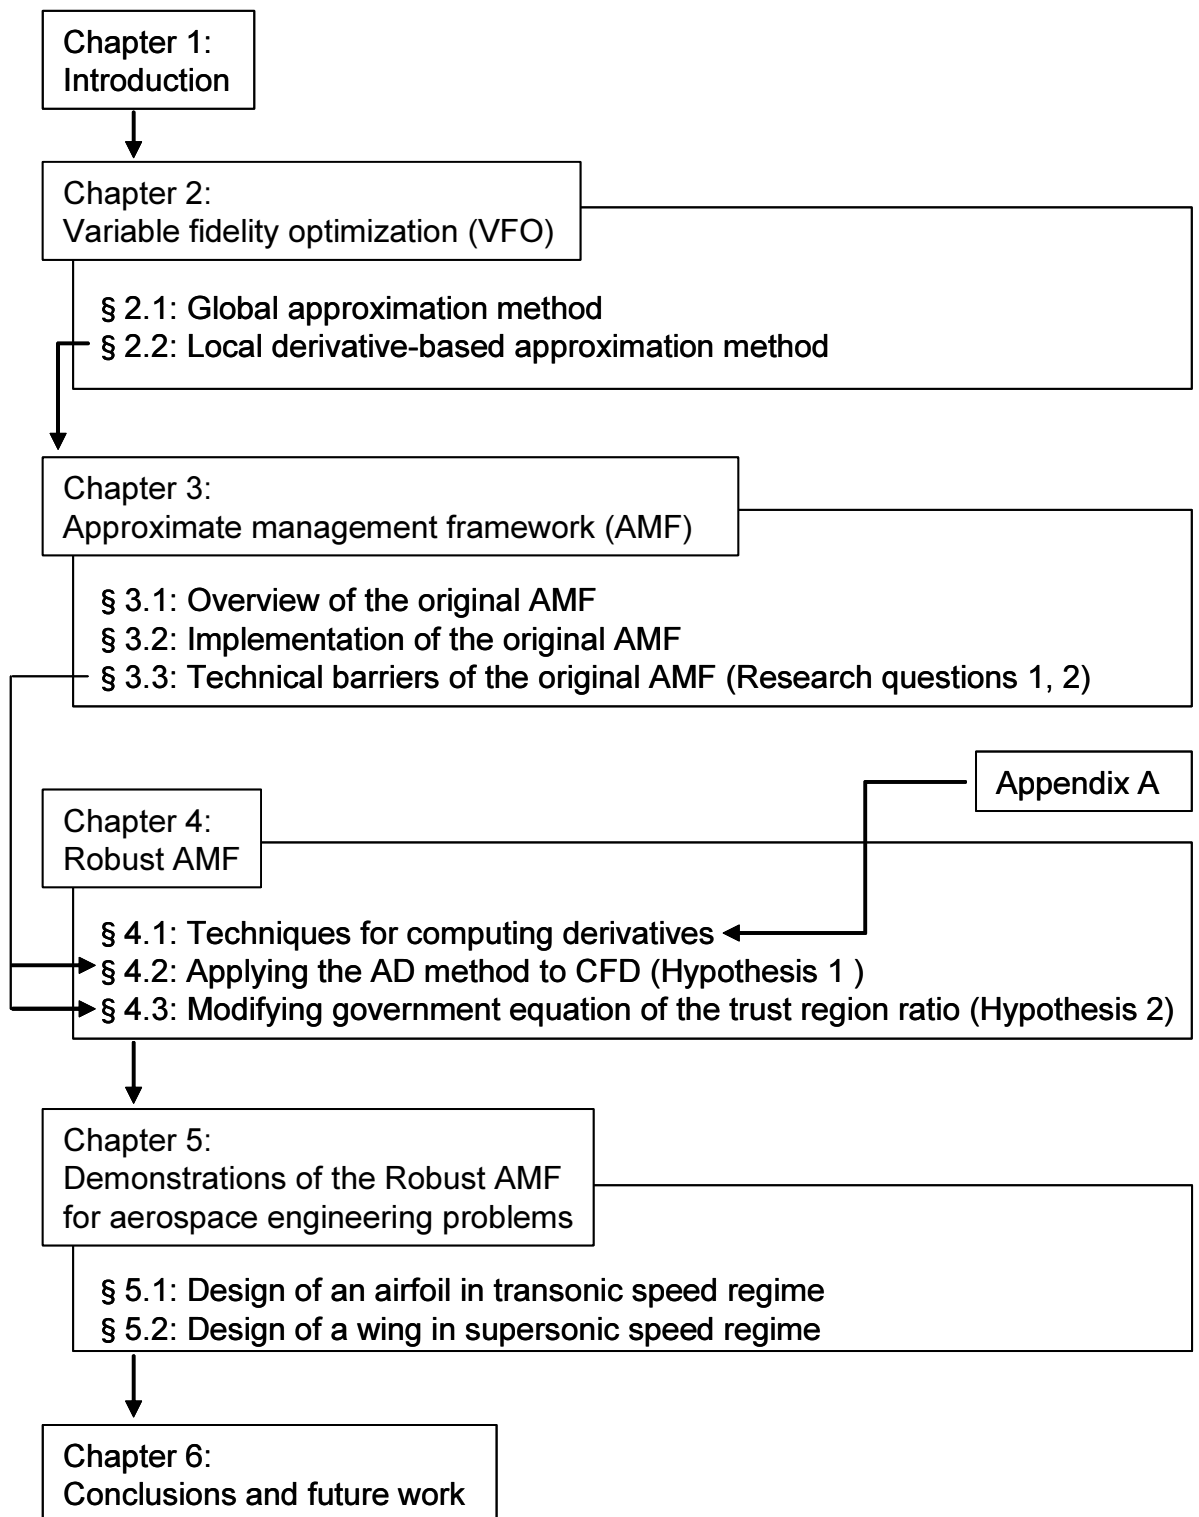 Chapter 1:
Introduction
Chapter 2:
Variable fidelity optimization (VFO)
§ 2.1: Global approximation method
§ 2.2: Local derivative-based approximation method
Chapter 3:
Approximate management framework (AMF)
§ 3.1: Overview of the original AMF
§ 3.2: Implementation of the original AMF
§ 3.3: Technical barriers of the original AMF (Research questions 1, 2)
Appendix A
Chapter 4:
Robust AMF
§ 4.1: Techniques for computing derivatives
§ 4.2: Applying the AD method to CFD (Hypothesis 1 )
§ 4.3: Modifying government equation of the trust region ratio (Hypothesis 2)
Chapter 5:
Demonstrations of the Robust AMF
for aerospace engineering problems
§ 5.1: Design of an airfoil in transonic speed regime
§ 5.2: Design of a wing in supersonic speed regime
Chapter 6:
Conclusions and future work